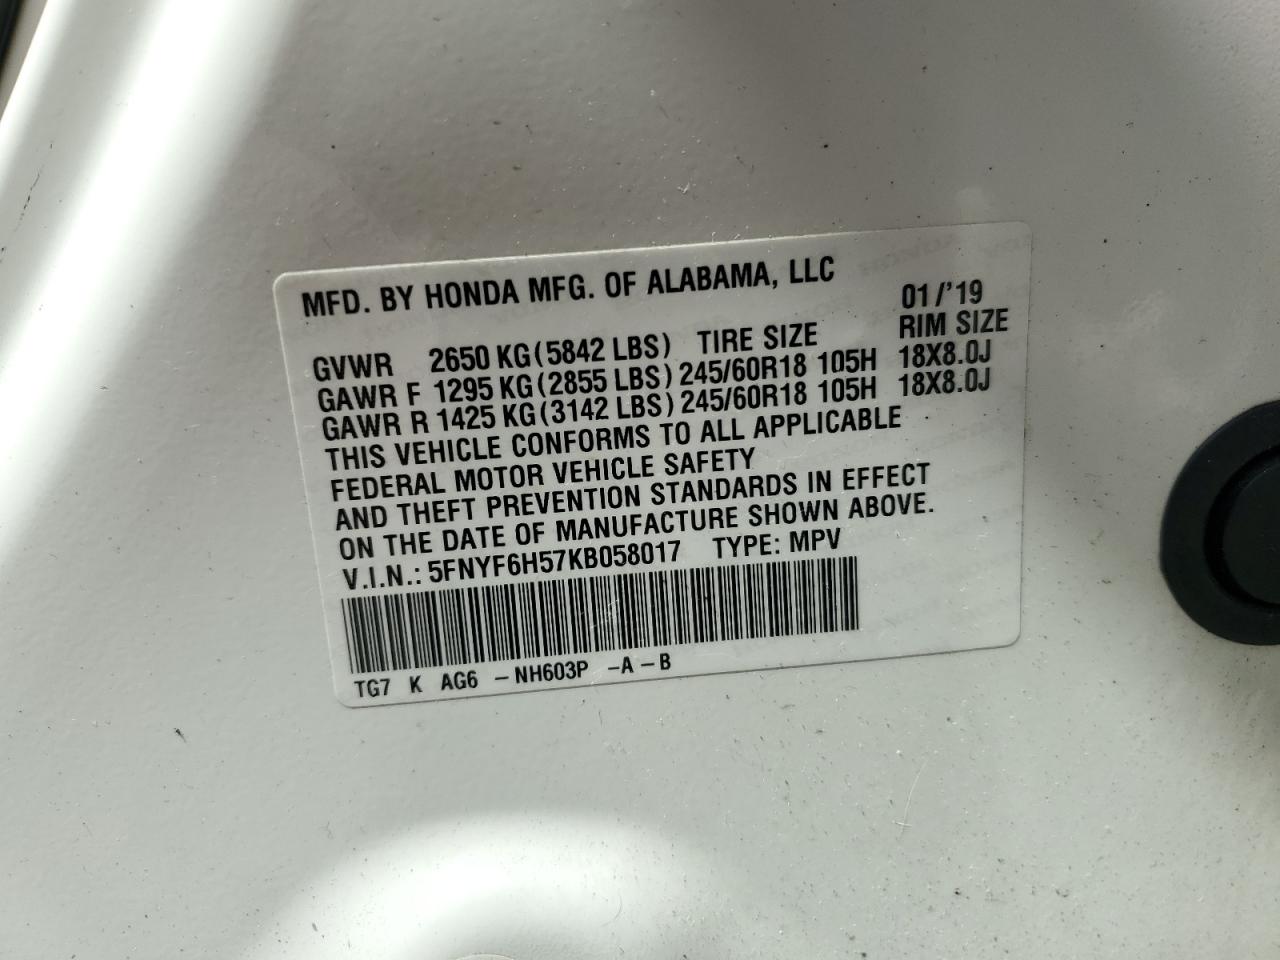 MFD. BY HONDA MFG. OF ALABAMA, LLC
01/'19
GVWR 2650 KG(5842 LBS) TIRE SIZE RIM SIZE
GAWR F 1295 KG(2855 LBS) 245/60R18 105H 18X8.0J
GAWR R 1425 KG(3142 LBS) 245/60R18 105H 18X8.0J
THIS VEHICLE CONFORMS TO ALL APPLICABLE
FEDERAL MOTOR VEHICLE SAFETY
AND THEFT PREVENTION STANDARDS IN EFFECT
ON THE DATE OF MANUFACTURE SHOWN ABOVE.
V.I.N.: 5FNYF6H57KB058017 TYPE: MPV
TG7 K AG6 -NH603P -A-B